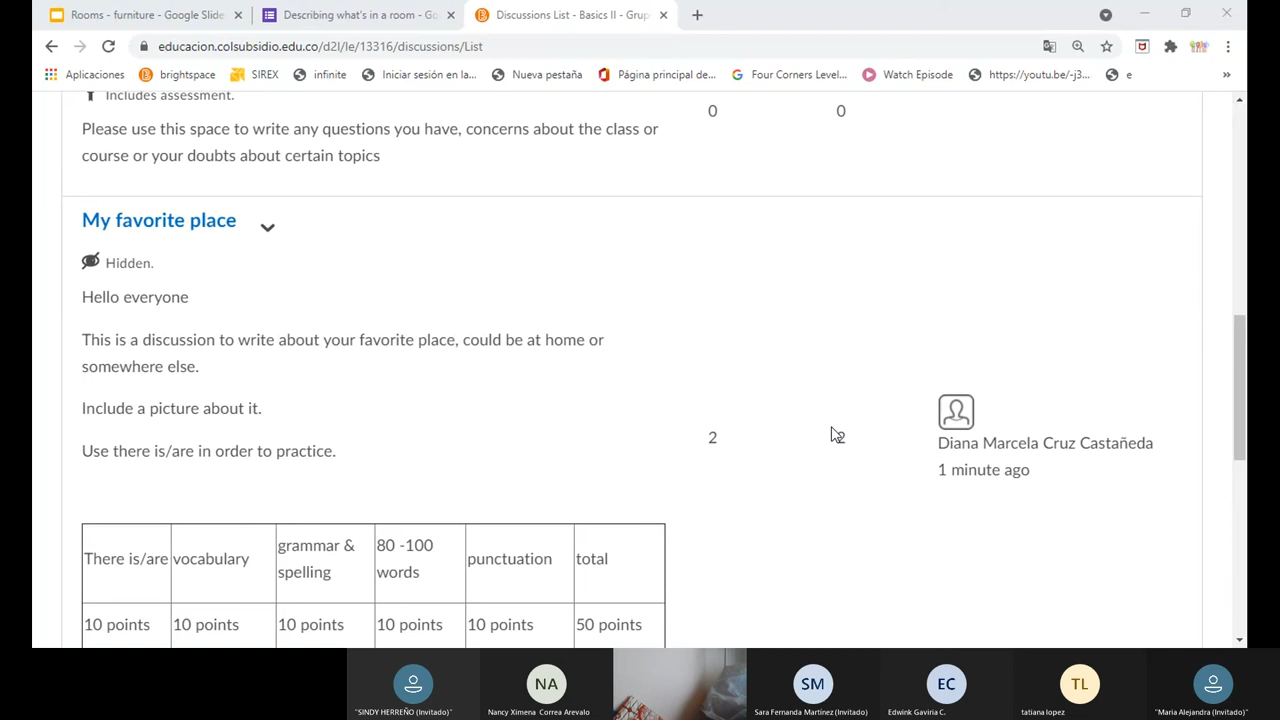 Rooms - furniture - Google Slide
Describing what's in a room - Go
Discussions List - Basics II - Grup
educacion.colsubsidio.edu.co/d2l/le/13316/discussions/List
Aplicaciones
brightspace
SIREX
infinite
Iniciar sesión en la...
Nueva pestaña
Página principal de...
Four Corners Level...
Watch Episode
https://youtu.be/-j3...
e
»
Includes assessment.
0
0
Please use this space to write any questions you have, concerns about the class or
course or your doubts about certain topics
My favorite place
Hidden.
Hello everyone
This is a discussion to write about your favorite place, could be at home or
somewhere else.
Include a picture about it.
Use there is/are in order to practice.
2
2
Diana Marcela Cruz Castañeda
1 minute ago
There is/are
vocabulary
grammar &
spelling
80 -100
words
punctuation
total
10 points
10 points
10 points
10 points
10 points
50 points
"SINDY HERREÑO (Invitado)"
NA
Nancy Ximena Correa Arevalo
SM
Sara Fernanda Martínez (Invitado)
EC
Edwink Gaviria C.
TL
tatiana lopez
"Maria Alejandra (Invitado)"